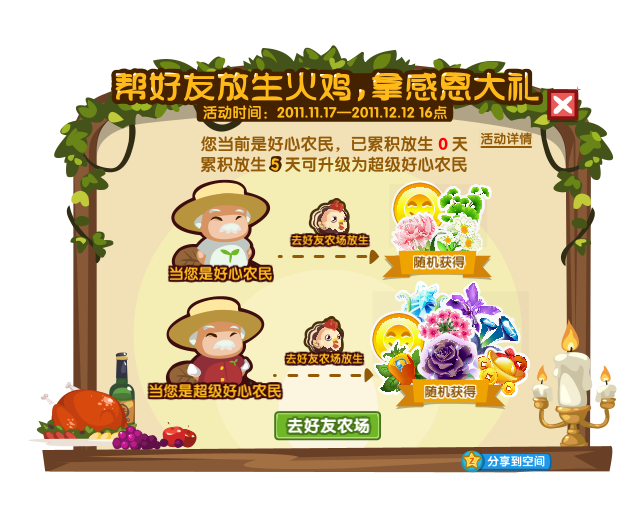 帮好友放生火鸡,拿感恩大礼
活动时间：2011.11.17—2011.12.12 16点
您当前是好心农民，已累积放生 0 天
活动详情
累积放生 5 天可升级为超级好心农民
去好友农场放生
随机获得
当您是好心农民
去好友农场放生
当您是超级好心农民
随机获得
去好友农场
Z 分享到空间